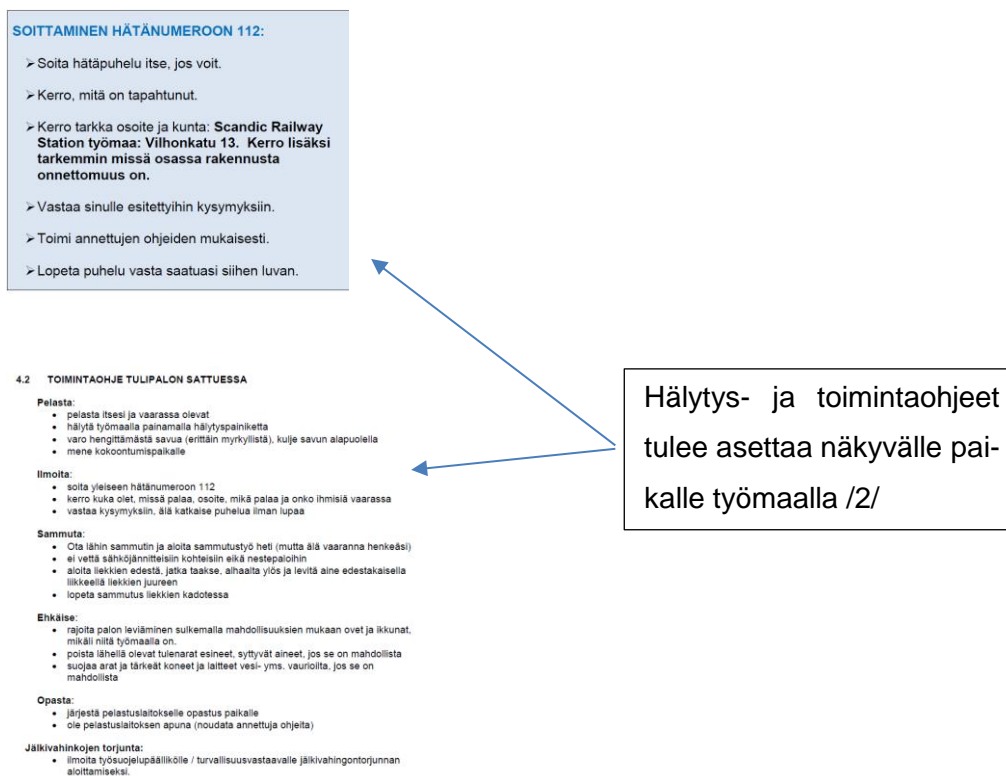 SOITTAMINEN HÄTÄNUMEROON 112:
➢ Soita hätäpuhelu itse, jos voit.
➢ Kerro, mitä on tapahtunut.
➢ Kerro tarkka osoite ja kunta: Scandic Railway
Station työmaa: Vilhonkatu 13. Kerro lisäksi
tarkemmin missä osassa rakennusta
onnettomuus on.
➢ Vastaa sinulle esitettyihin kysymyksiin.
➢ Toimi annettujen ohjeiden mukaisesti.
➢ Lopeta puhelu vasta saatuasi siihen luvan.
4.2 TOIMINTAOHJE TULIPALON SATTUESSA
Pelasta:
• pelasta itsesi ja vaarassa olevat
• hälytä työmaalla painamalla hälytyspainiketta
• varo hengittämästä savua (erittäin myrkyllistä), kulje savun alapuolella
• mene kokoontumispaikalle
Ilmoita:
• soita yleiseen hätänumeroon 112
• kerro kuka olet, missä palaa, osoite, mikä palaa ja onko ihmisiä vaarassa
• vastaa kysymyksiin, älä katkaise puhelua ilman lupaa
Sammuta:
• Ota lähin sammutin ja aloita sammutustyö heti (mutta älä vaaranna henkeäsi)
• ei vettä sähköjännitteisiin kohteisiin eikä nestepaloihin
• aloita liekkien edestä, jatka taakse, alhaalta ylös ja levitä aine edestakaisella
liikkeellä liekkien juureen
• lopeta sammutus liekkien kadotessa
Ehkäise:
• rajoita palon leviäminen sulkemalla mahdollisuuksien mukaan ovet ja ikkunat,
mikäli niitä työmaalla on.
• poista lähellä olevat tulenarat esineet, syttyvät aineet, jos se on mahdollista
• suojaa arat ja tärkeät koneet ja laitteet vesi- yms. vaurioilta, jos se on
mahdollista
Opasta:
• järjestä pelastuslaitokselle opastus paikalle
• ole pelastuslaitoksen apuna (noudata annettuja ohjeita)
Jälkivahinkojen torjunta:
• ilmoita työsuojelupäällikölle / turvallisuusvastaavalle jälkivahingontorjunnan
aloittamiseksi.
Hälytys- ja toimintaohjeet
tulee asettaa näkyvälle pai-
kalle työmaalla /2/